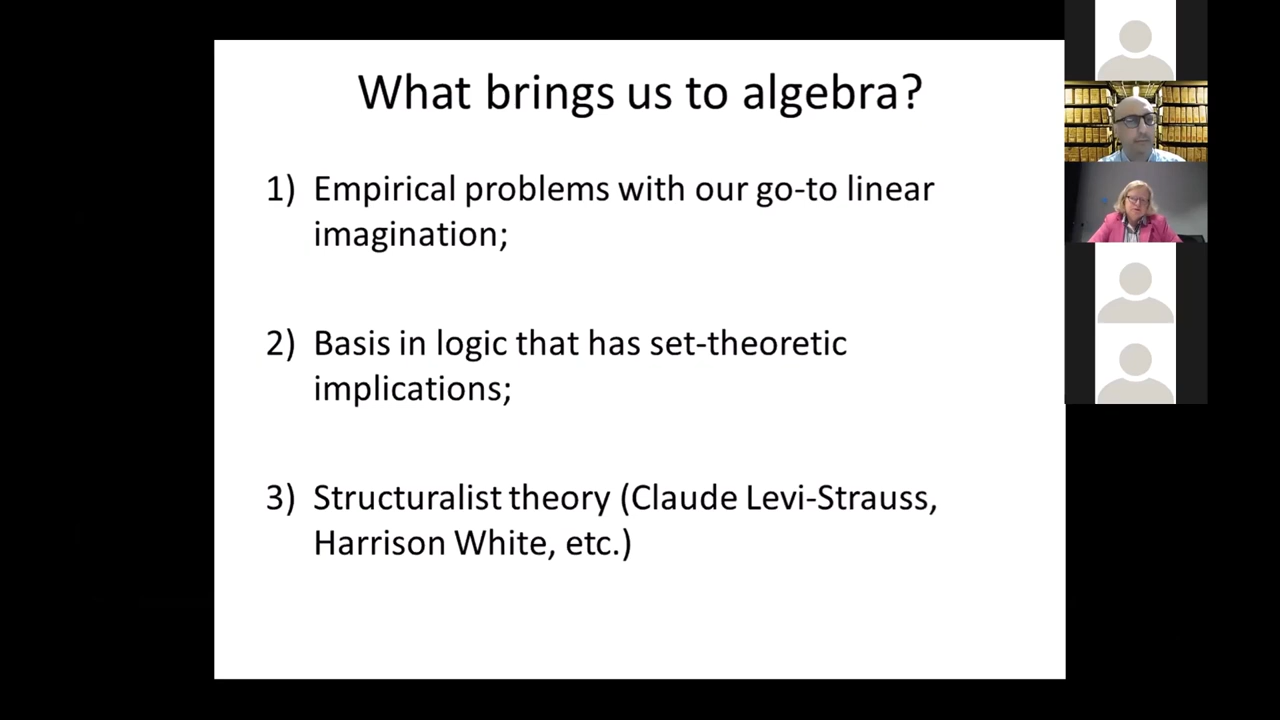 What brings us to algebra?
1) Empirical problems with our go-to linear
imagination;
2) Basis in logic that has set-theoretic
implications;
3) Structuralist theory (Claude Levi-Strauss,
Harrison White, etc.)